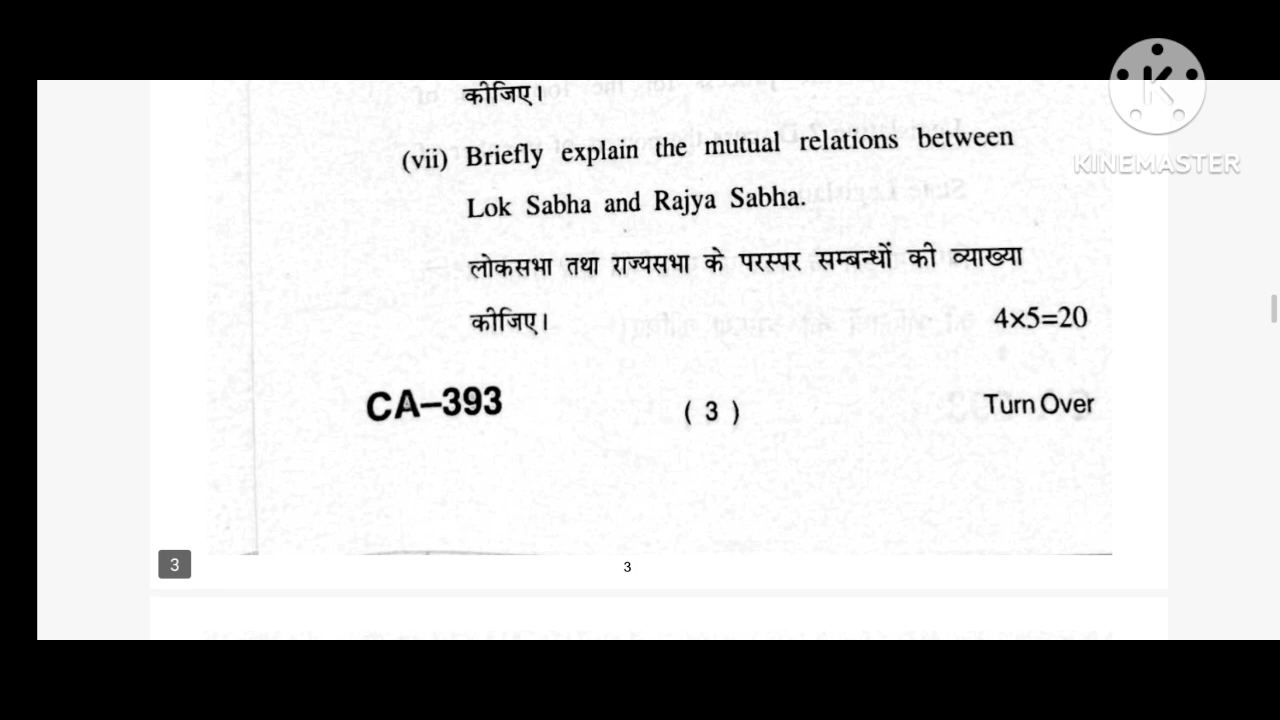 कीजिए।
(vii) Briefly explain the mutual relations between
Lok Sabha and Rajya Sabha.
लोकसभा तथा राज्यसभा के परस्पर सम्बन्धों की व्याख्या
कीजिए। 4×5=20
CA–393 ( 3 ) Turn Over
3
3
KINEMASTER